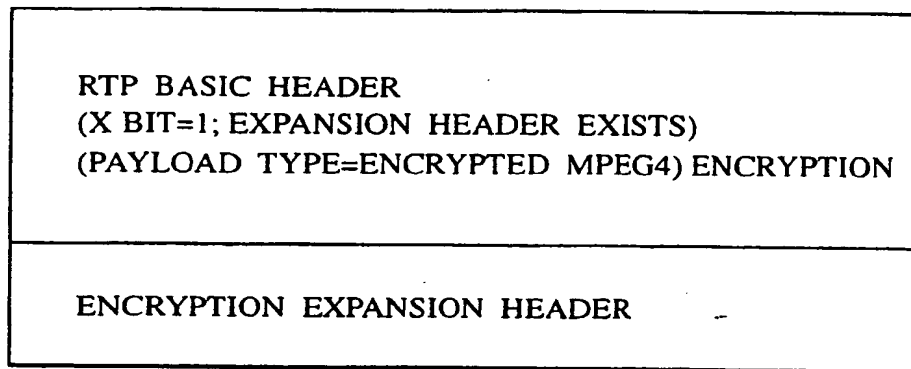 RTP BASIC HEADER
(X BIT=1; EXPANSION HEADER EXISTS)
(PAYLOAD TYPE=ENCRYPTED MPEG4) ENCRYPTION
ENCRYPTION EXPANSION HEADER